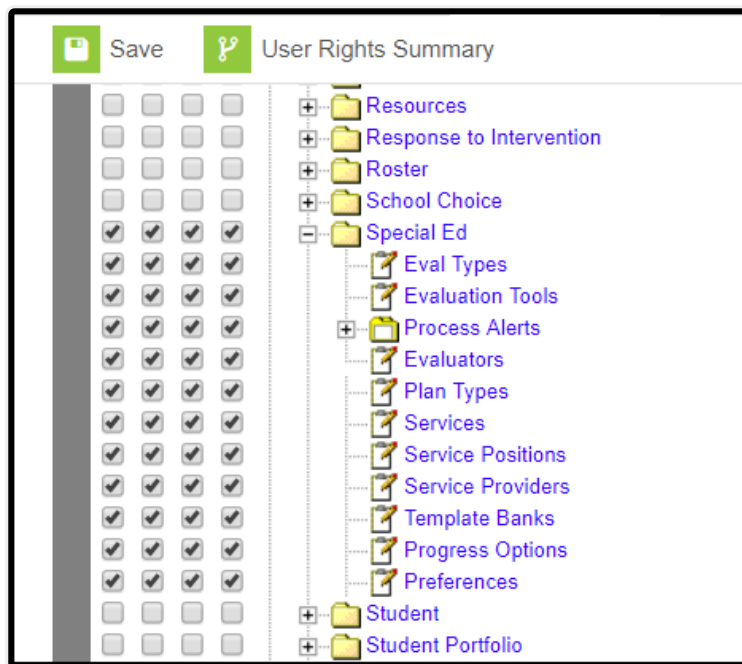 Save User Rights Summary
Resources
Response to Intervention
Roster
School Choice
Special Ed
Eval Types
Evaluation Tools
Process Alerts
Evaluators
Plan Types
Services
Service Positions
Service Providers
Template Banks
Progress Options
Preferences
Student
Student Portfolio